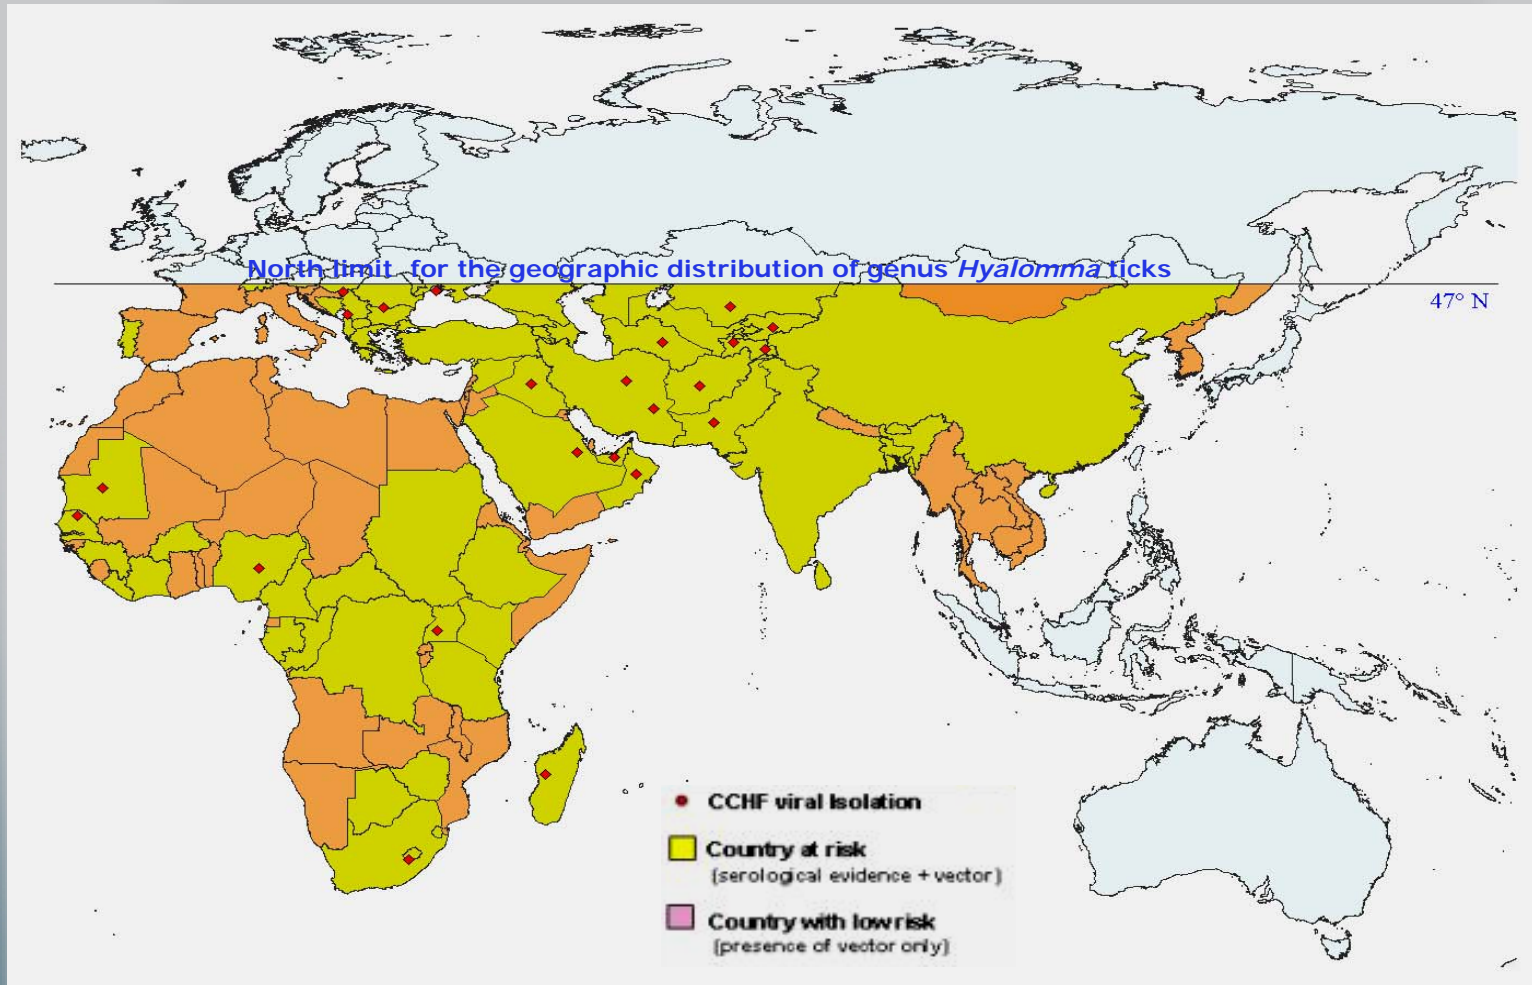 North limit for the geographic distribution of genus Hyalomma ticks
47° N
CCHF viral Isolation
Country at risk
(serological evidence + vector)
Country with low risk
(presence of vector only)